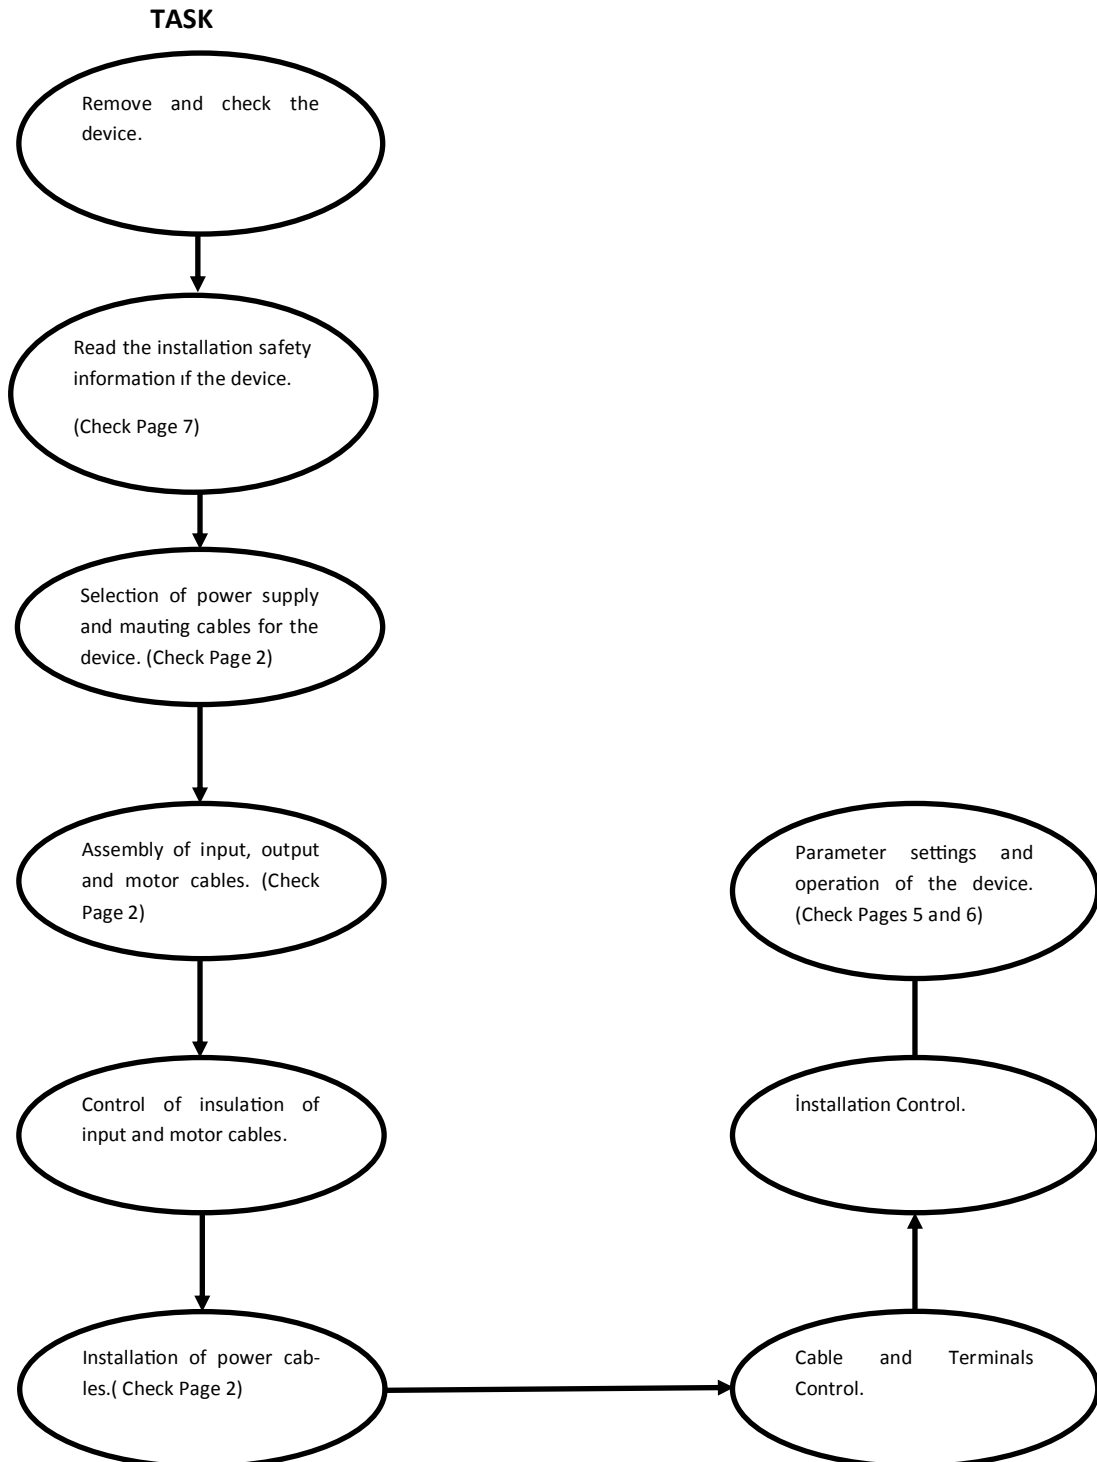 TASK
Remove and check the
device.
Read the installation safety
information ıf the device.
(Check Page 7)
Selection of power supply
and mauting cables for the
device. (Check Page 2)
Assembly of input, output
and motor cables. (Check
Page 2)
Control of insulation of
input and motor cables.
Installation of power cab-
les.( Check Page 2)
Cable and Terminals
Control.
İnstallation Control.
Parameter settings and
operation of the device.
(Check Pages 5 and 6)